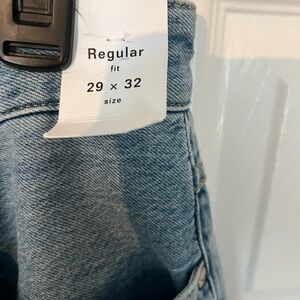 Regular
fit
29 × 32
size